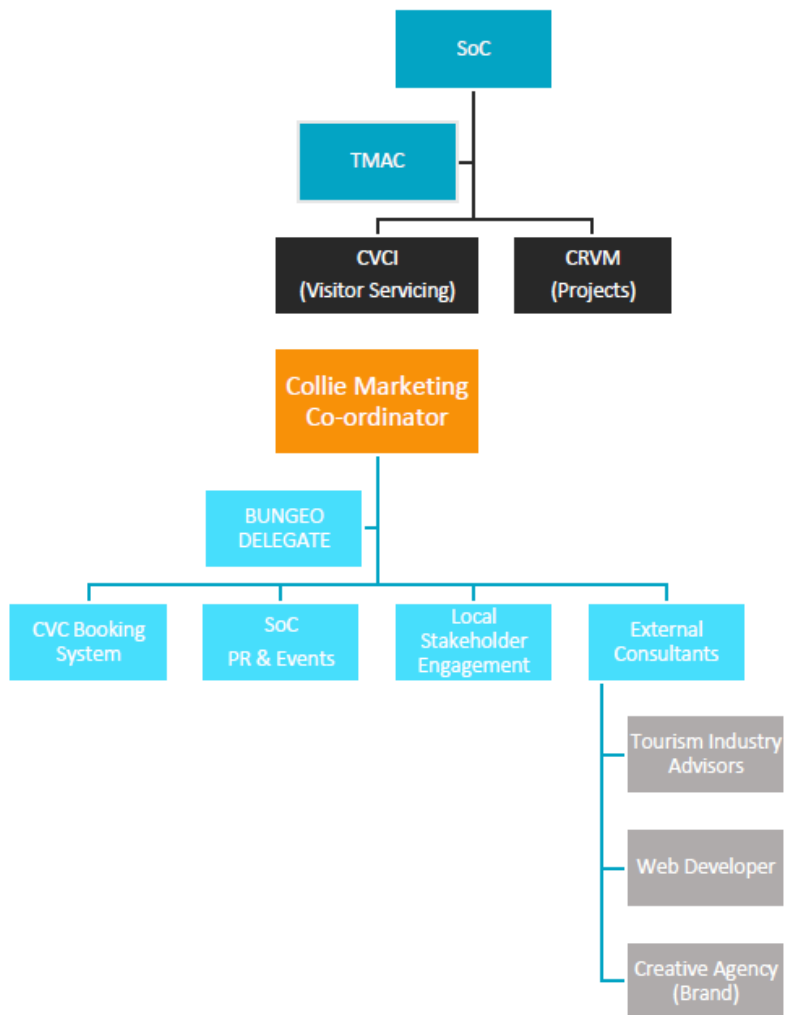 SoC
TMAC
CVCI
(Visitor Servicing)
CRVM
(Projects)
Collie Marketing
Co-ordinator
BUNGEO
DELEGATE
CVC Booking
System
SoC
PR & Events
Local
Stakeholder
Engagement
External
Consultants
Tourism Industry
Advisors
Web Developer
Creative Agency
(Brand)